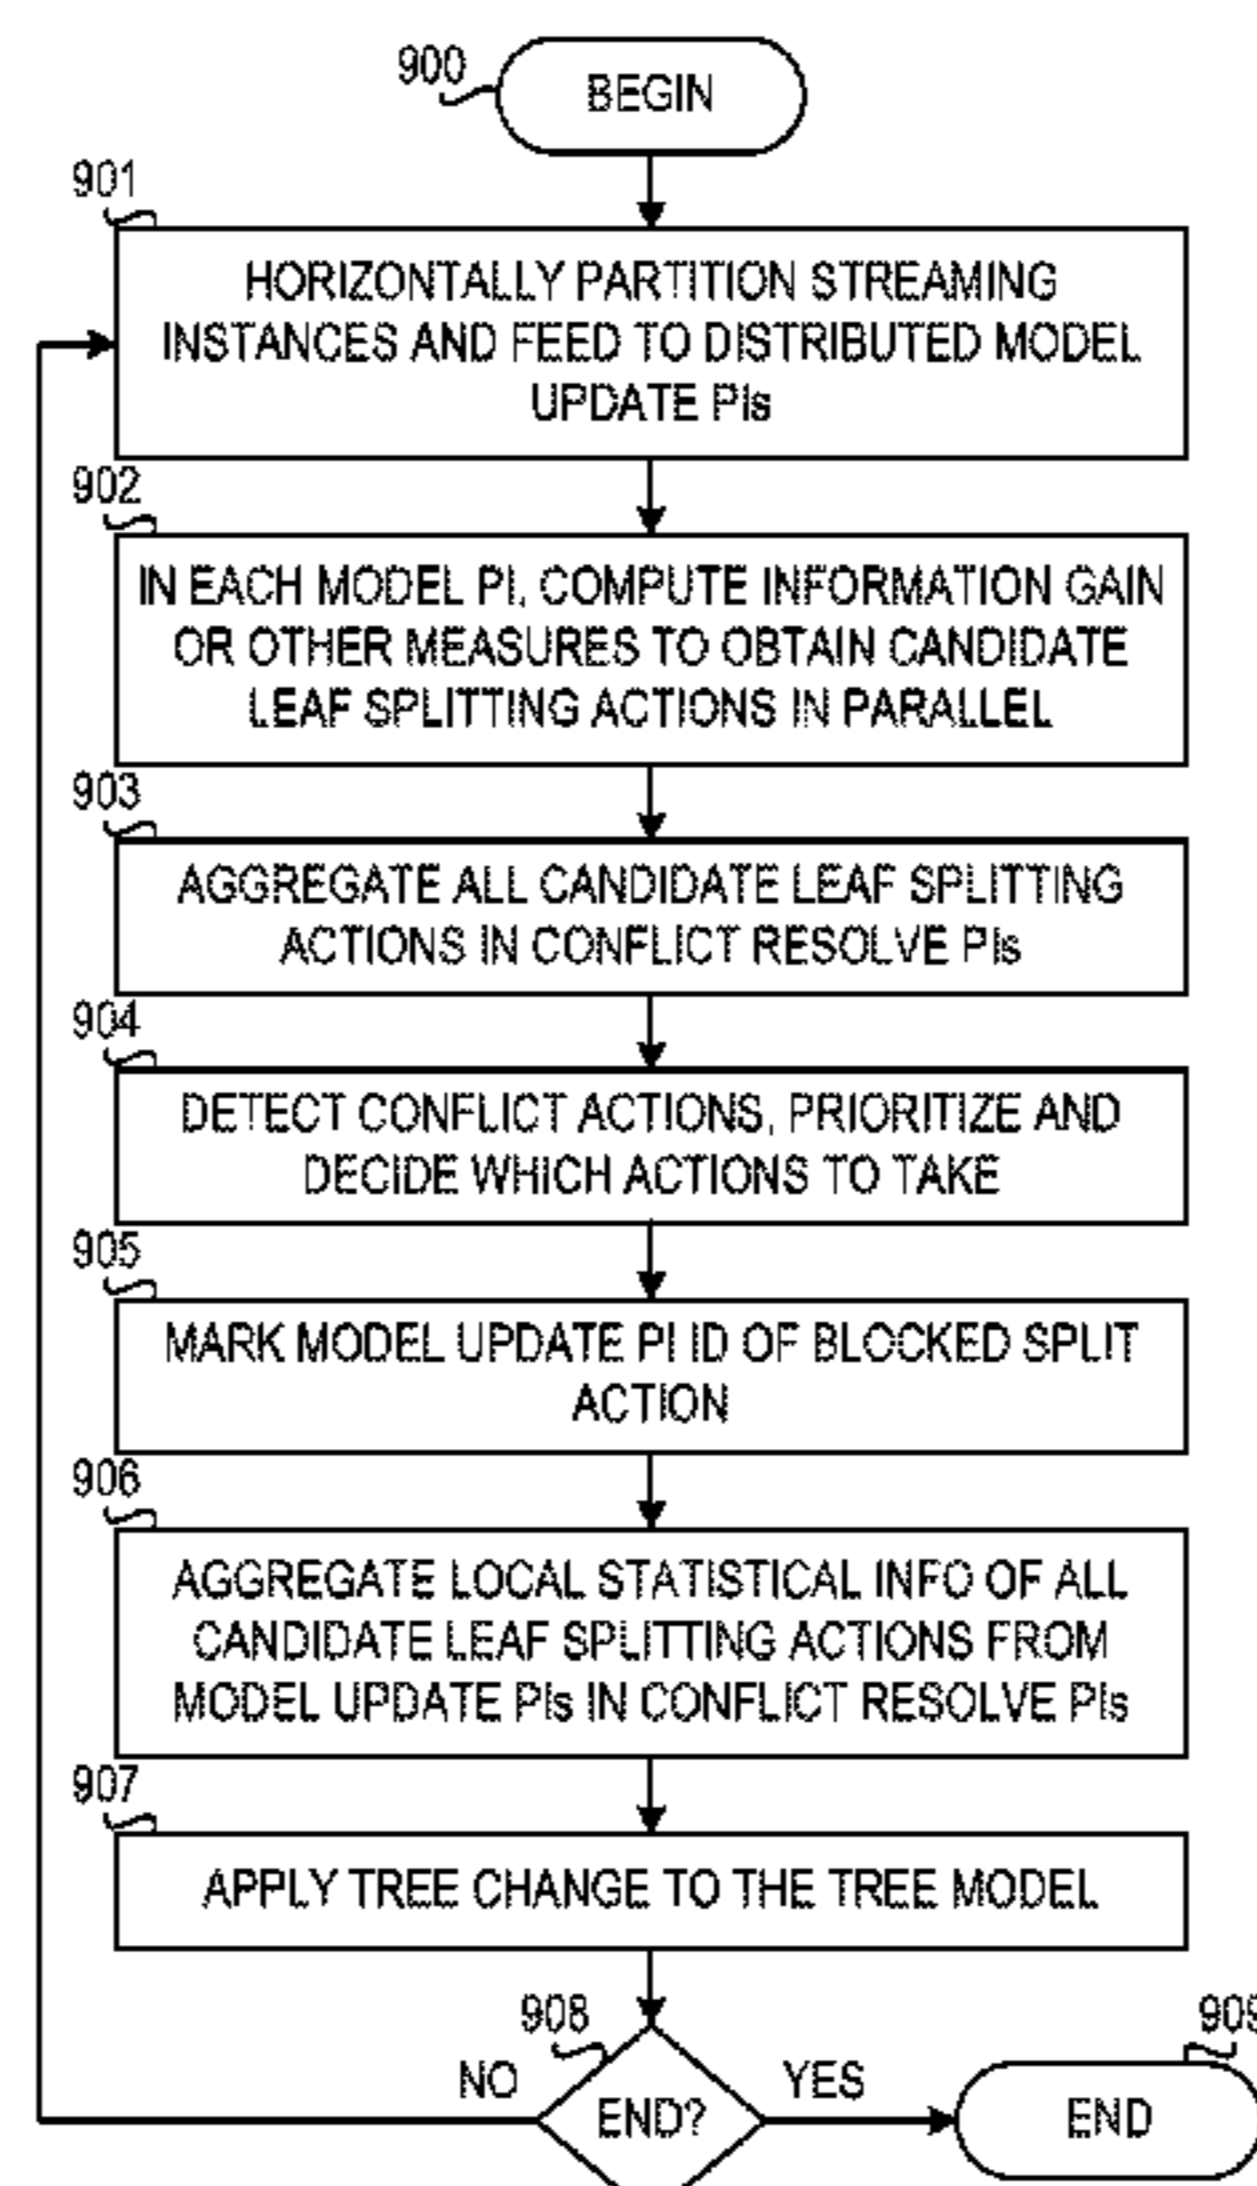 900
BEGIN
901
HORIZONTALLY PARTITION STREAMING
INSTANCES AND FEED TO DISTRIBUTED MODEL
UPDATE PIs
902
IN EACH MODEL PI, COMPUTE INFORMATION GAIN
OR OTHER MEASURES TO OBTAIN CANDIDATE
LEAF SPLITTING ACTIONS IN PARALLEL
903
AGGREGATE ALL CANDIDATE LEAF SPLITTING
ACTIONS IN CONFLICT RESOLVE PIs
904
DETECT CONFLICT ACTIONS, PRIORITIZE AND
DECIDE WHICH ACTIONS TO TAKE
905
MARK MODEL UPDATE PI ID OF BLOCKED SPLIT
ACTION
906
AGGREGATE LOCAL STATISTICAL INFO OF ALL
CANDIDATE LEAF SPLITTING ACTIONS FROM
MODEL UPDATE PIs IN CONFLICT RESOLVE PIs
907
APPLY TREE CHANGE TO THE TREE MODEL
908
909
NO
YES
END?
END